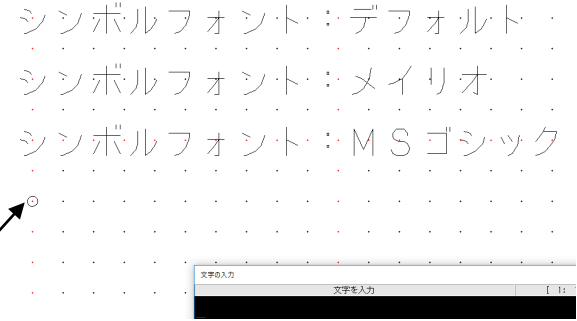 シンボルフォント：デフォルト
シンボルフォント：メイリオ
シンボルフォント：MSゴシック
文字の入力
文字を入力
[ 1: